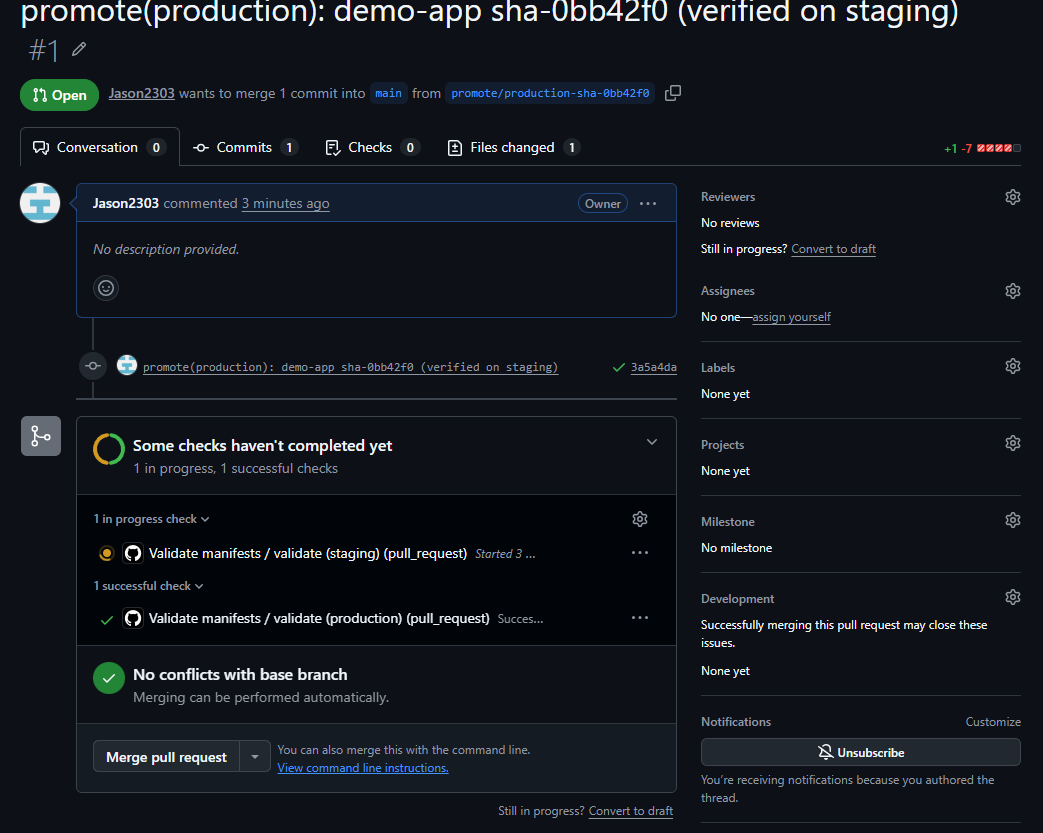 promote(production): demo-app sha-0bb42f0 (verified on staging)
#1
Open Jason2303 wants to merge 1 commit into main from promote/production-sha-0bb42f0
Conversation 0 Commits 1 Checks 0 Files changed 1 +1 -7
Jason2303 commented 3 minutes ago Owner
No description provided.
promote(production): demo-app sha-0bb42f0 (verified on staging) 3a5a4da
Some checks haven't completed yet
1 in progress, 1 successful checks
1 in progress check
Validate manifests / validate (staging) (pull_request) Started 3 ...
1 successful check
Validate manifests / validate (production) (pull_request) Succes...
No conflicts with base branch
Merging can be performed automatically.
Merge pull request
You can also merge this with the command line.
View command line instructions.
Still in progress? Convert to draft
Reviewers
No reviews
Still in progress? Convert to draft
Assignees
No one—assign yourself
Labels
None yet
Projects
None yet
Milestone
No milestone
Development
Successfully merging this pull request may close these
issues.
None yet
Notifications Customize
Unsubscribe
You're receiving notifications because you authored the
thread.